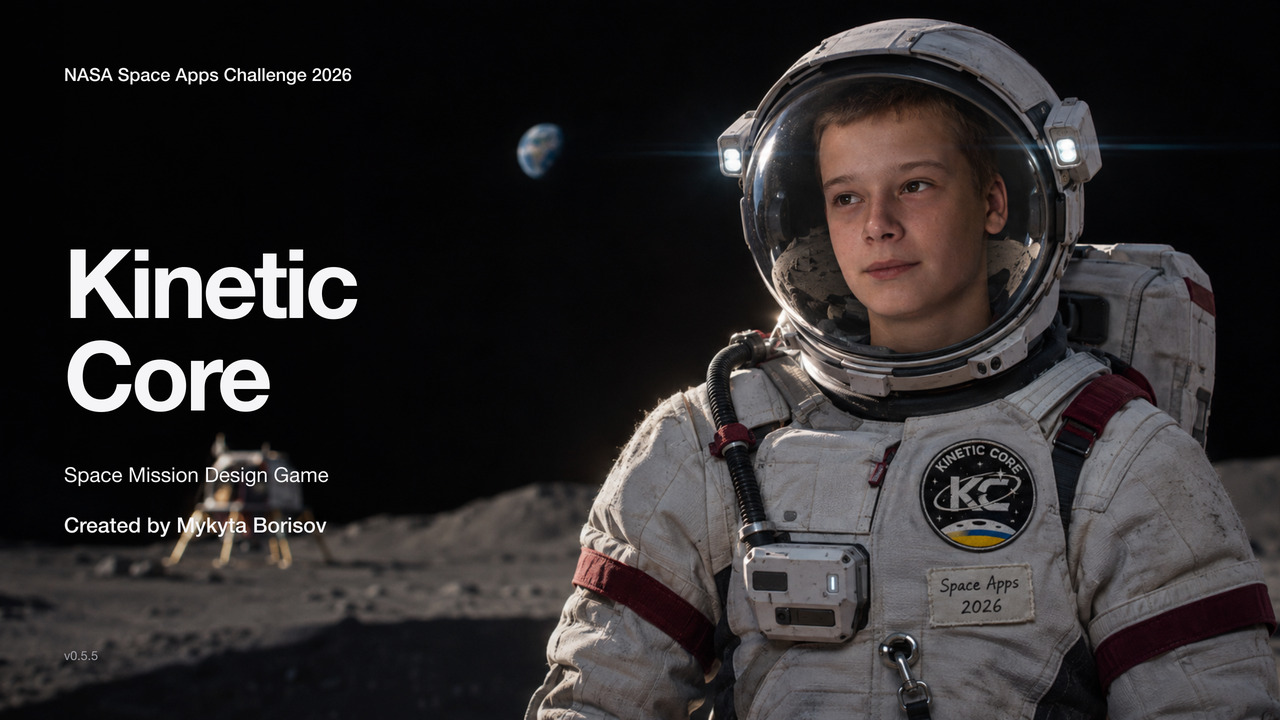 NASA Space Apps Challenge 2026
Kinetic
Core
Space Mission Design Game
Created by Mykyta Borisov
v0.5.5
KINETIC CORE
KC
Space Apps
2026